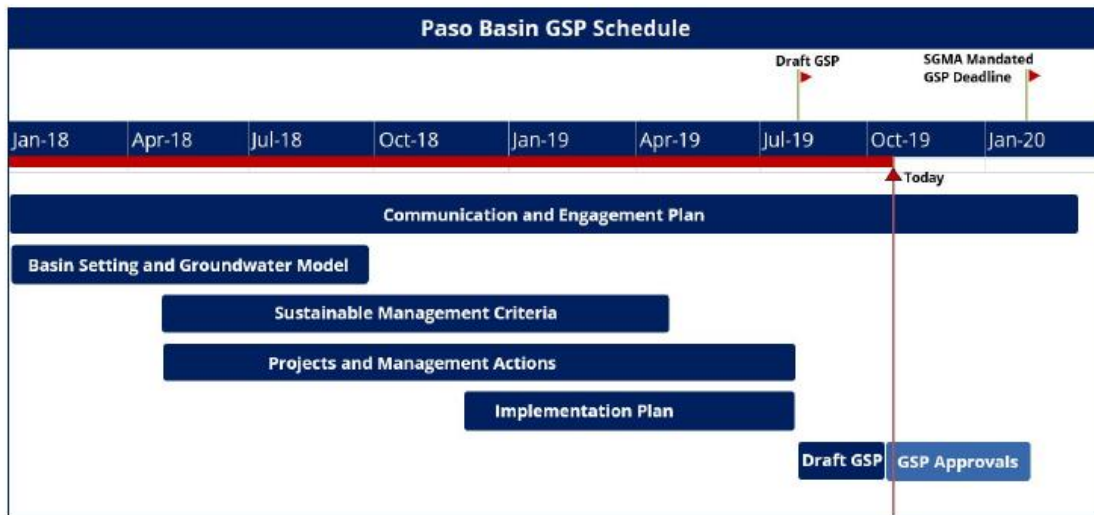 Paso Basin GSP Schedule
Draft GSP
SGMA Mandated
GSP Deadline
Jan-18 Apr-18 Jul-18 Oct-18 Jan-19 Apr-19 Jul-19 Oct-19 Jan-20
Today
Communication and Engagement Plan
Basin Setting and Groundwater Model
Sustainable Management Criteria
Projects and Management Actions
Implementation Plan
Draft GSP GSP Approvals